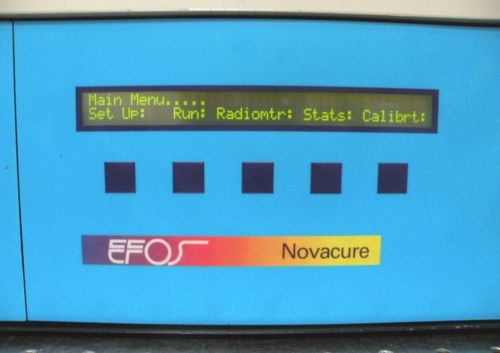 Main Menu.....
Set Up: Run: Radiomtr: Stats: Calibrt:
EFOS Novacure